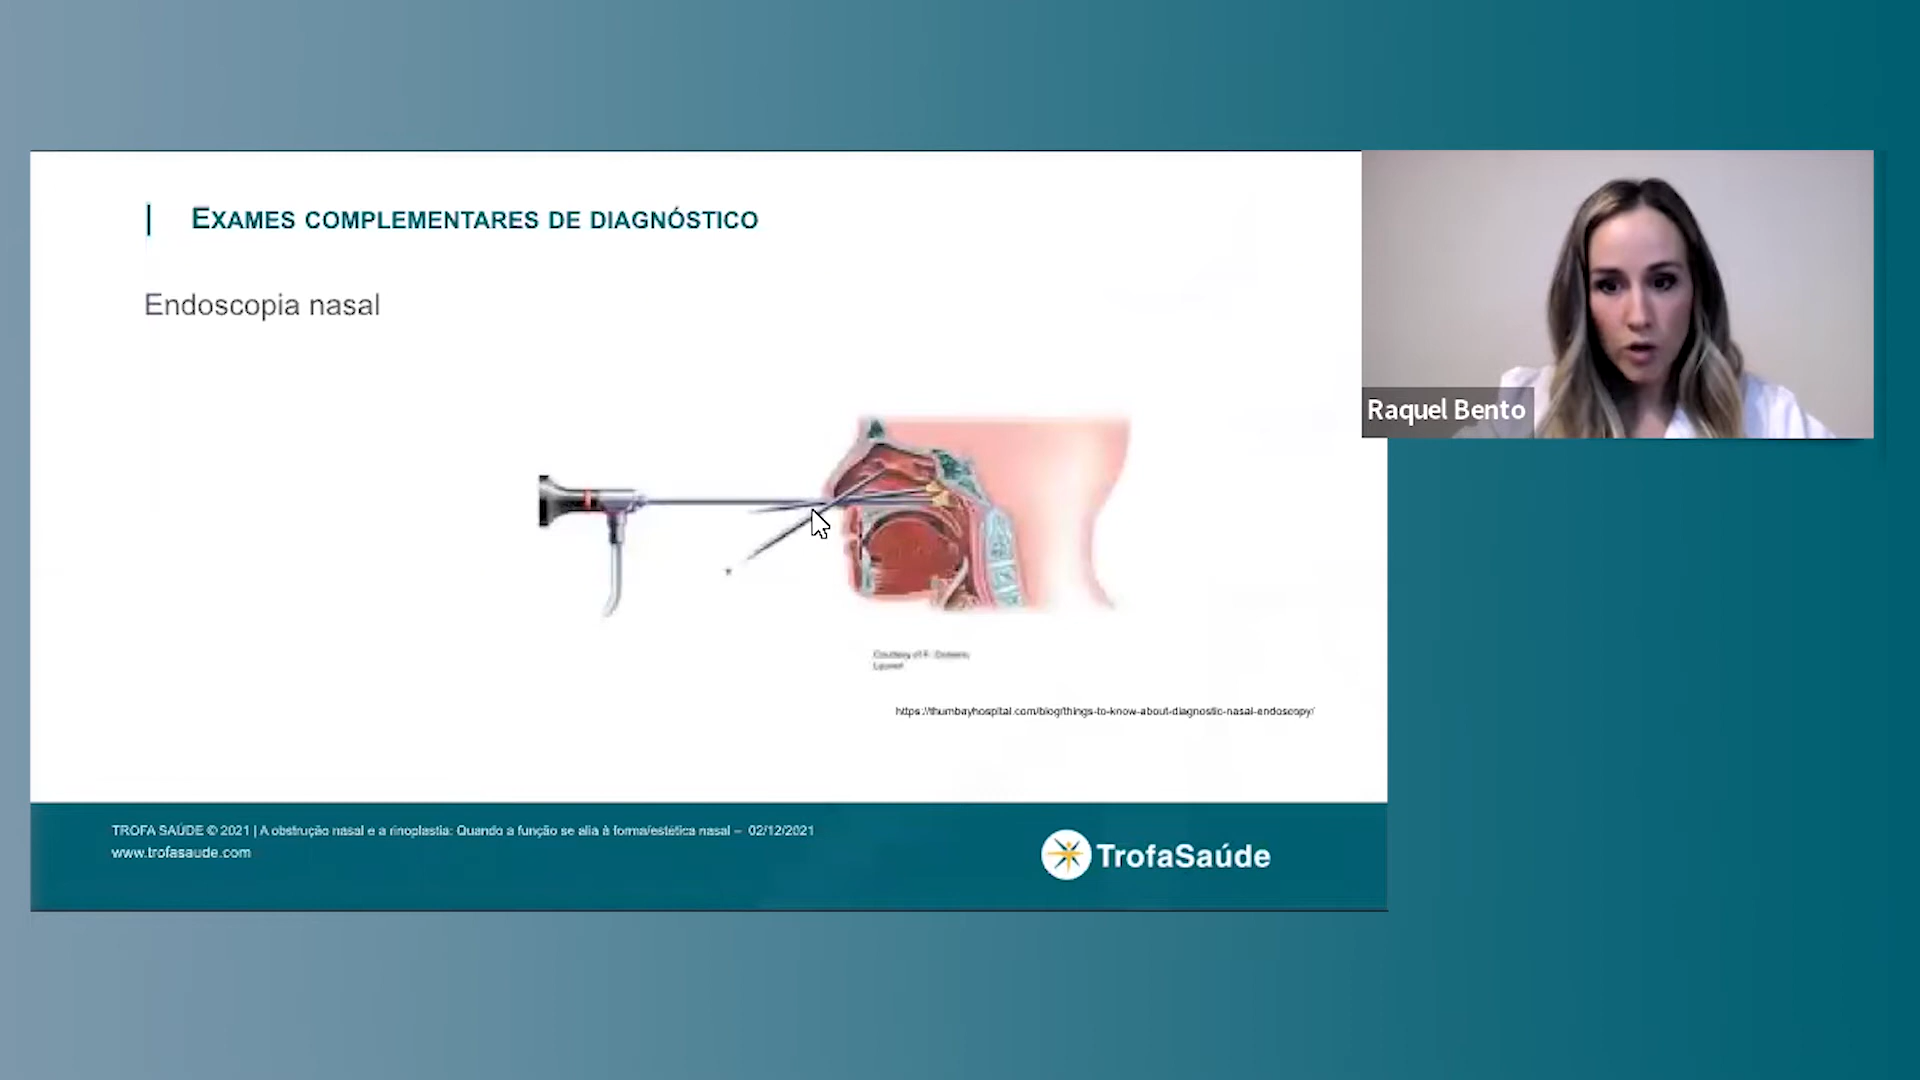 EXAMES COMPLEMENTARES DE DIAGNÓSTICO
Endoscopia nasal
Raquel Bento
Courtesy of
https://thumbayhospital.com/blog/things-to-know-about-diagnostic-nasal-endoscopy/
TROFA SAÚDE © 2021 | A obstrução nasal e a rinoplastia: Quando a função se alia à forma/estética nasal – 02/12/2021
www.trofasaude.com
TrofaSaúde